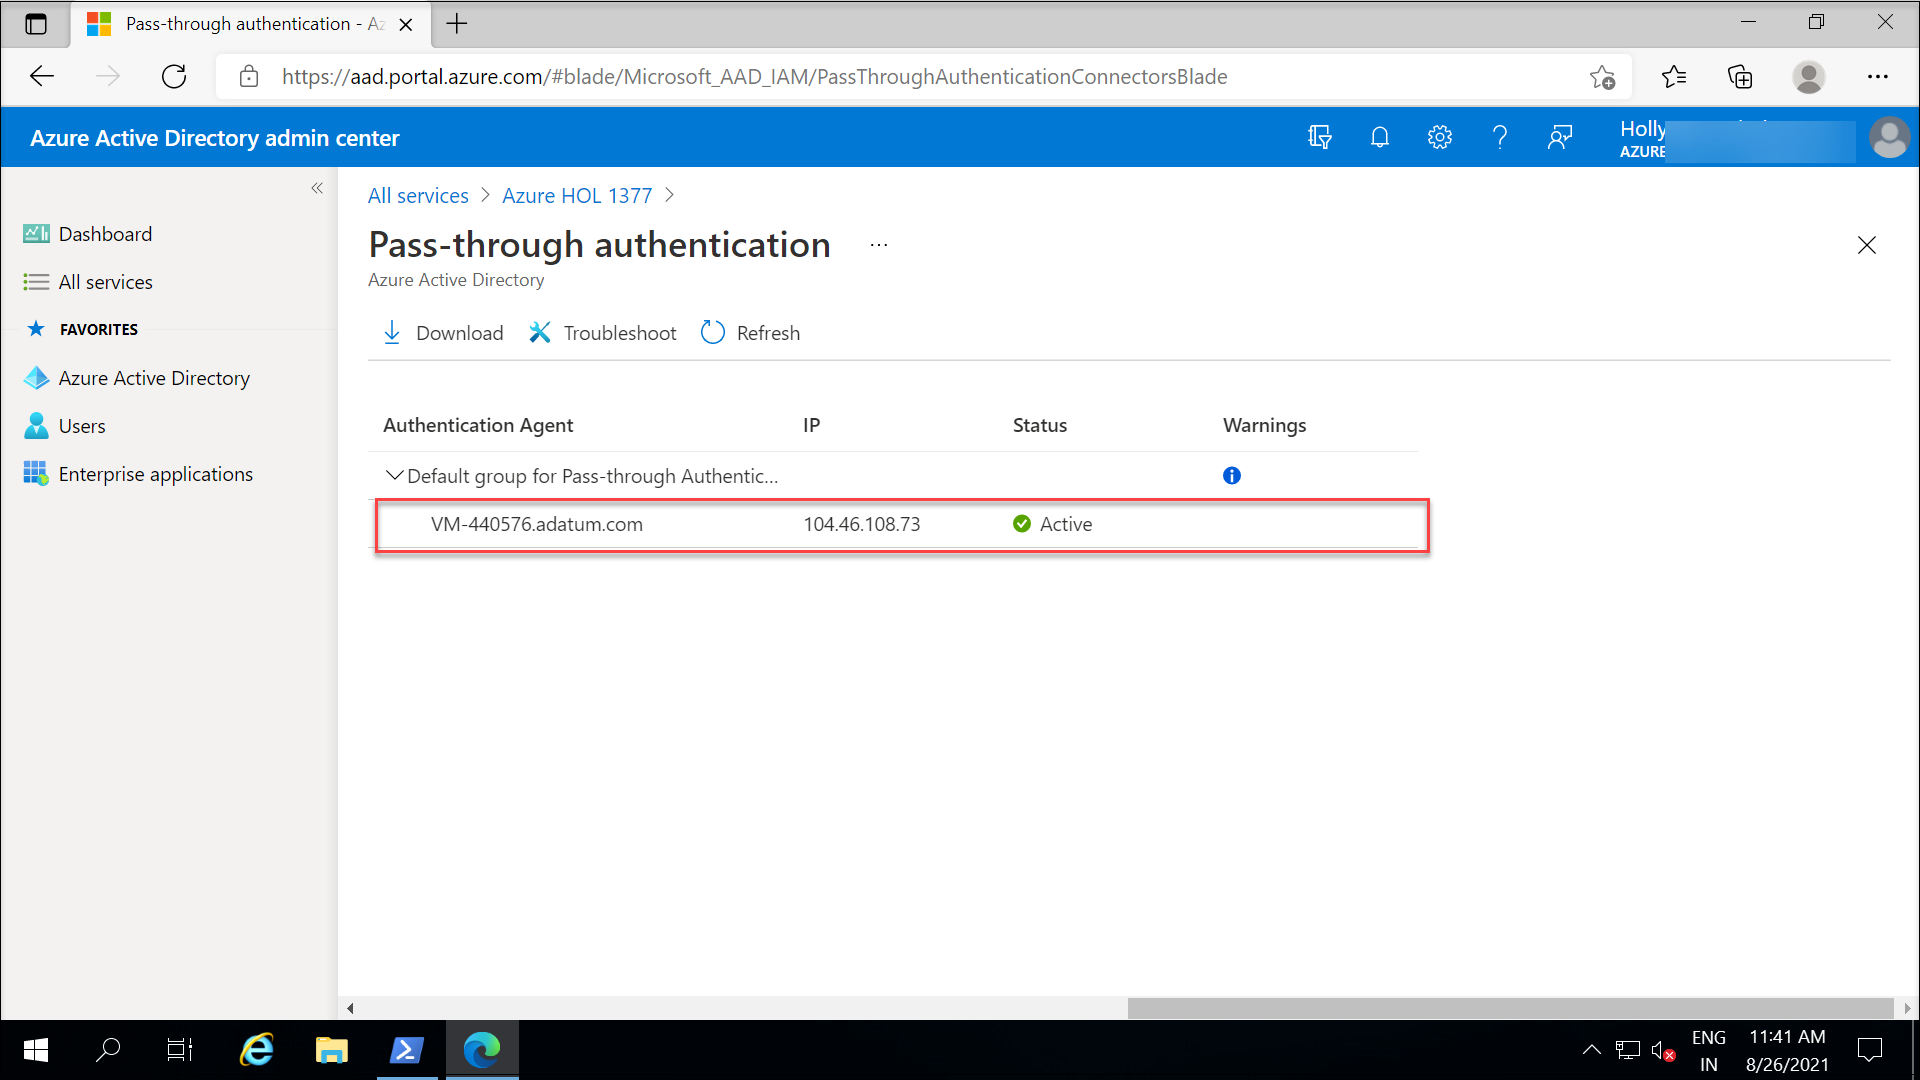 Pass-through authentication - Az
https://aad.portal.azure.com/#blade/Microsoft_AAD_IAM/PassThroughAuthenticationConnectorsBlade
Azure Active Directory admin center
Holly
AZURE
All services > Azure HOL 1377 >
Dashboard
All services
FAVORITES
Azure Active Directory
Users
Enterprise applications
Pass-through authentication ...
Azure Active Directory
Download Troubleshoot Refresh
Authentication Agent IP Status Warnings
Default group for Pass-through Authentic...
VM-440576.adatum.com 104.46.108.73 Active
ENG 11:41 AM
IN 8/26/2021